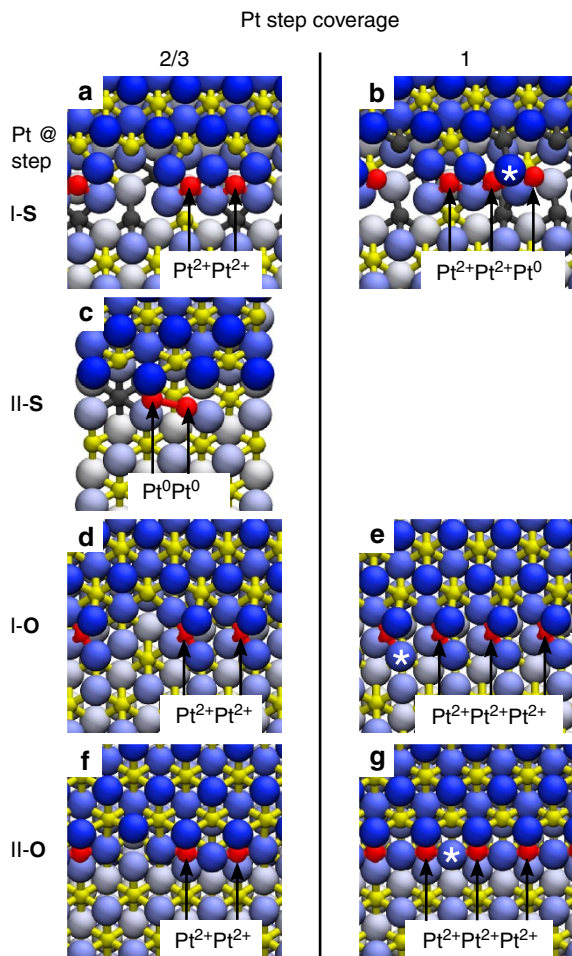 Pt step coverage
2/3
1
a
b
Pt @
step
I-S
*
Pt²⁺Pt²⁺
Pt²⁺Pt²⁺Pt⁰
c
II-S
Pt⁰Pt⁰
d
e
I-O
*
Pt²⁺Pt²⁺
Pt²⁺Pt²⁺Pt²⁺
f
g
II-O
*
Pt²⁺Pt²⁺
Pt²⁺Pt²⁺Pt²⁺